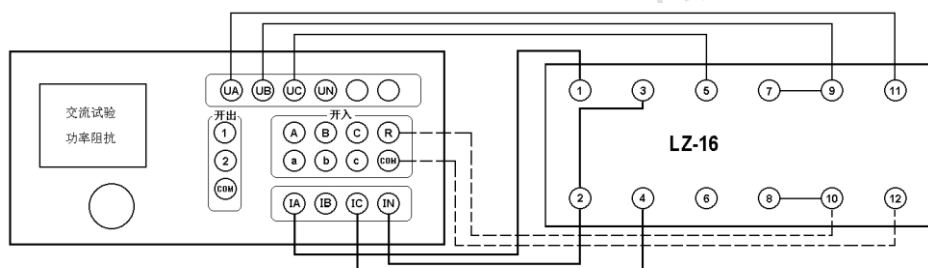 UA UB UC UN
交流试验
功率阻抗
开出
1
2
COM
开入
A B C R
a b c COM
IA IB IC IN
1 3 5 7 9 11
LZ-16
2 4 6 8 10 12